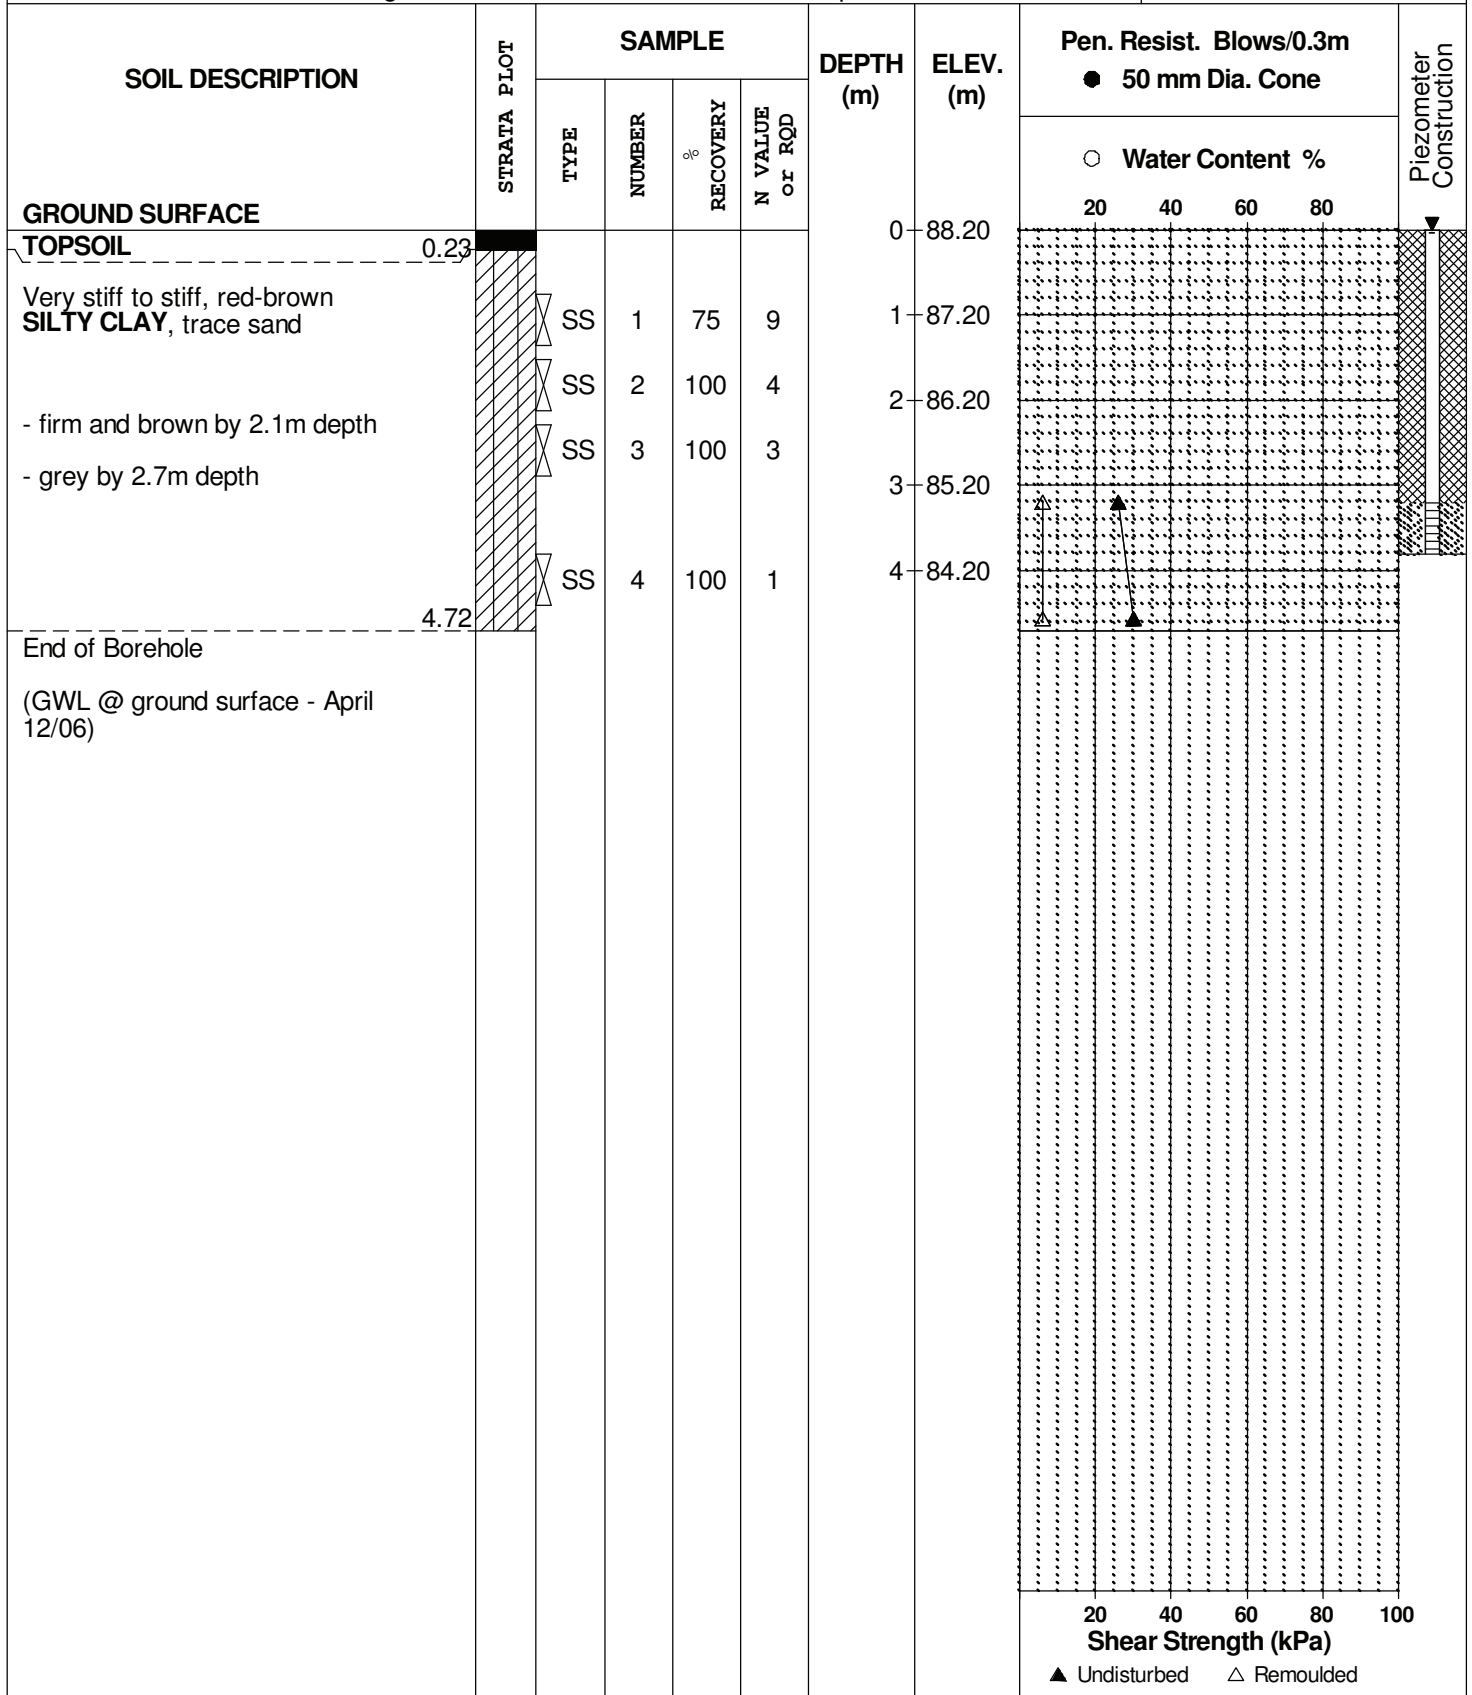 SOIL DESCRIPTION
STRATA PLOT
SAMPLE
TYPE
NUMBER
% RECOVERY
N VALUE or RQD
DEPTH (m)
ELEV. (m)
Pen. Resist. Blows/0.3m
● 50 mm Dia. Cone
○ Water Content %
20 40 60 80
Piezometer Construction
GROUND SURFACE
0 88.20
TOPSOIL 0.23
Very stiff to stiff, red-brown
SILTY CLAY, trace sand
SS 1 75 9
1 87.20
SS 2 100 4
2 86.20
- firm and brown by 2.1m depth
SS 3 100 3
- grey by 2.7m depth
3 85.20
SS 4 100 1
4 84.20
4.72
End of Borehole
(GWL @ ground surface - April
12/06)
20 40 60 80 100
Shear Strength (kPa)
▲ Undisturbed △ Remoulded